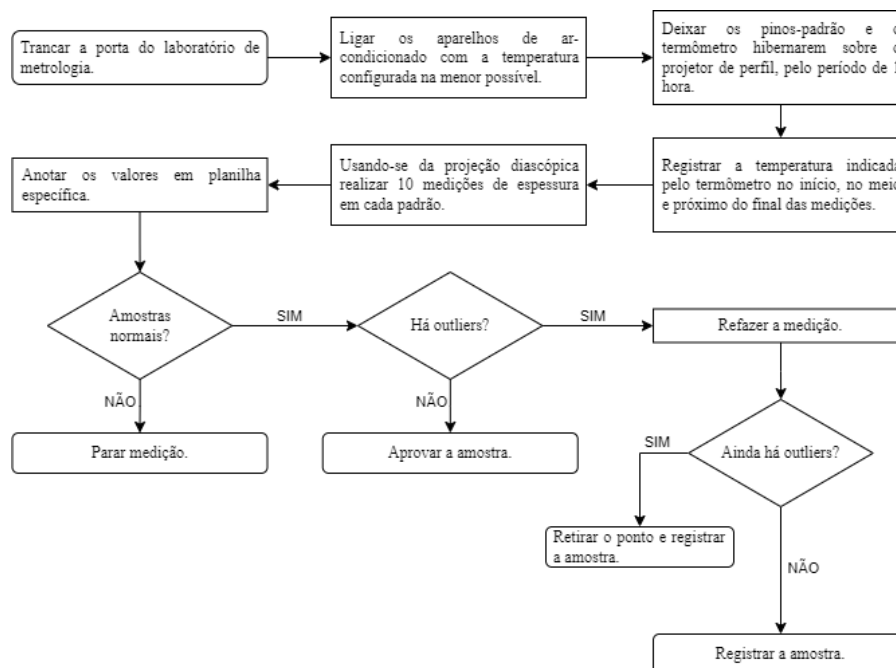 Trancar a porta do laboratório de
metrologia.
Ligar os aparelhos de ar-
condicionado com a temperatura
configurada na menor possível.
Deixar os pinos-padrão e
termômetro hibernarem sobre
projetor de perfil, pelo período de
hora.
Registrar a temperatura indicada
pelo termômetro no início, no meio
e próximo do final das medições.
Usando-se da projeção diascópica
realizar 10 medições de espessura
em cada padrão.
Anotar os valores em planilha
específica.
Amostras
normais?
SIM
NÃO
Parar medição.
Há outliers?
SIM
NÃO
Aprovar a amostra.
Refazer a medição.
Ainda há outliers?
SIM
Retirar o ponto e registrar
a amostra.
NÃO
Registrar a amostra.